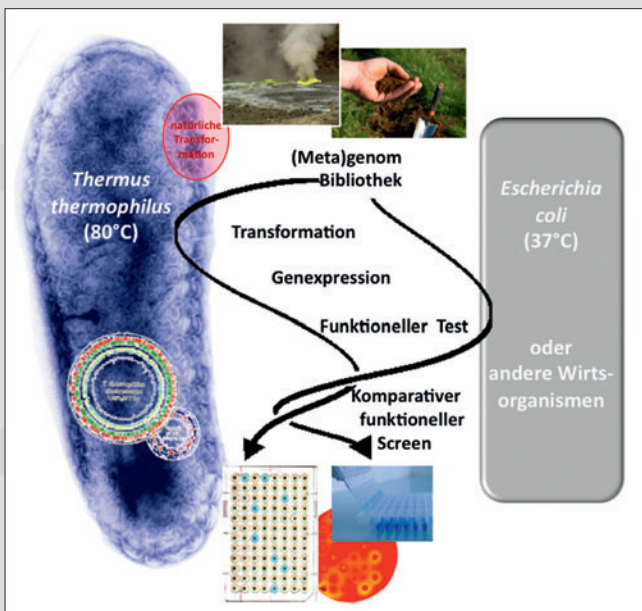 natürliche
Transfor-
mation
Thermus
thermophilus
(80°C)
(Meta)genom
Bibliothek
Transformation
Genexpression
Funktioneller Test
Komparativer
funktioneller
Screen
Escherichia
coli
(37°C)
oder
andere Wirts-
organismen